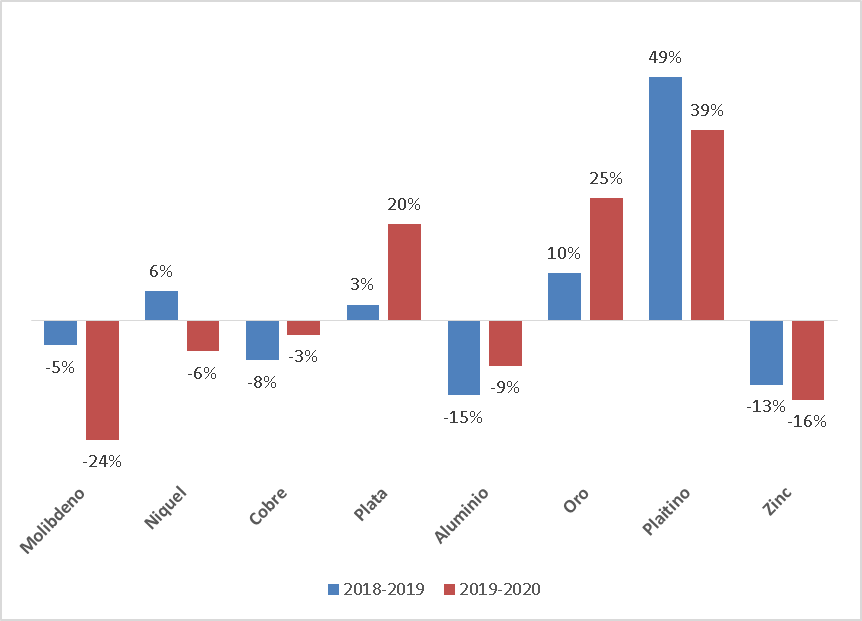 49%
39%
25%
20%
10%
6%
3%
-5%
-6%
-3%
-8%
-9%
-15%
-13%
-16%
-24%
Molibdeno
Niquel
Cobre
Plata
Aluminio
Oro
Plaitino
Zinc
2018-2019
2019-2020